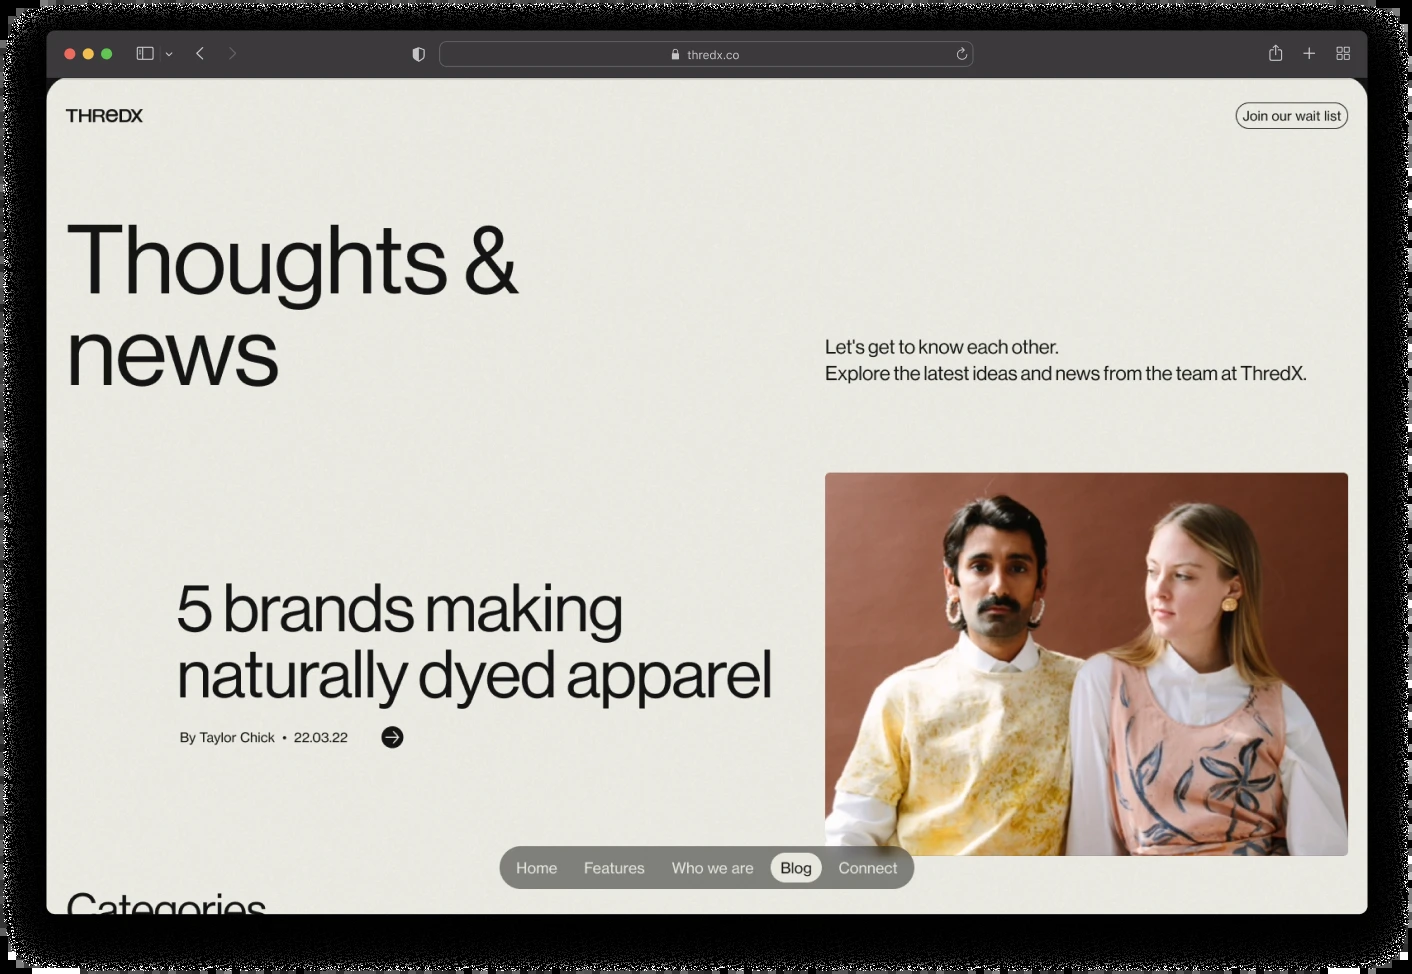 thredx.co
THReDX
Join our wait list
Thoughts &
news
Let's get to know each other.
Explore the latest ideas and news from the team at ThredX.
5 brands making
naturally dyed apparel
By Taylor Chick • 22.03.22
Home Features Who we are Blog Connect
Categories